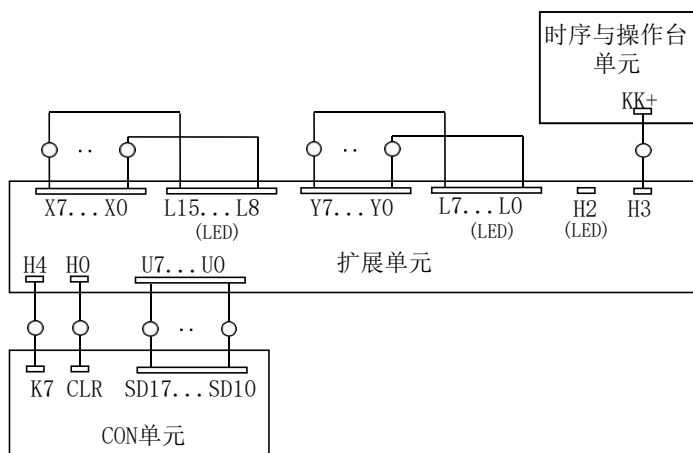 时序与操作台
单元
KK+
X7...X0 L15...L8 Y7...Y0 L7...L0 H2 H3
(LED) (LED) (LED)
H4 H0 U7...U0 扩展单元
K7 CLR SD17...SD10
CON单元